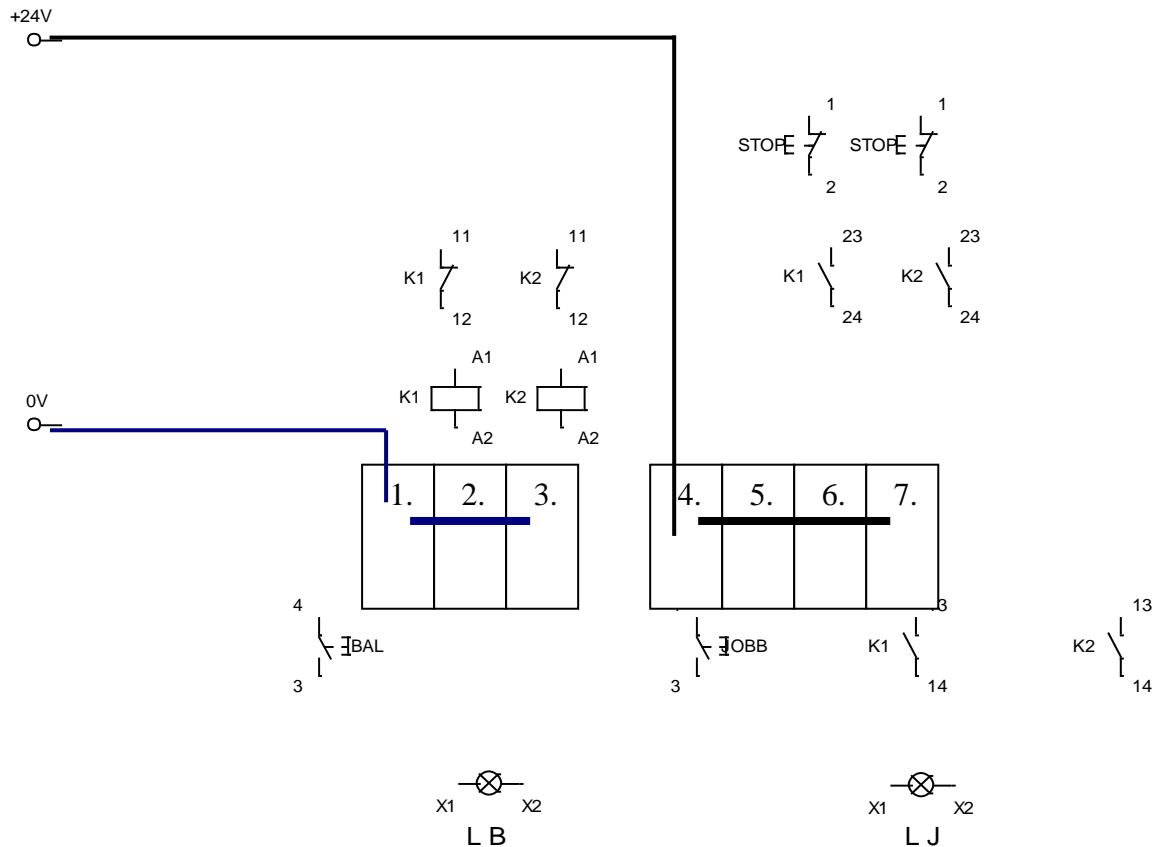 +24V
1 1
STOP STOP
2 2
11 11 23 23
K1 K2 K1 K2
12 12 24 24
A1 A1
K1 K2
0V
A2 A2
1. 2. 3. 4. 5. 6. 7.
4 13
BAL JOBB K1 K2
3 3 14 14
X1 X2 X1 X2
L B L J